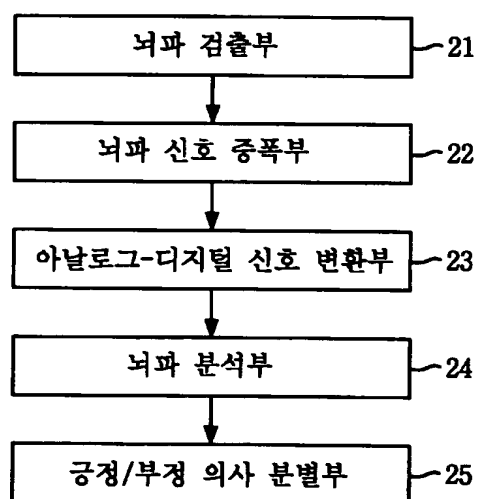 뇌파 검출부 21
뇌파 신호 증폭부 22
아날로그-디지털 신호 변환부 23
뇌파 분석부 24
긍정/부정 의사 분별부 25